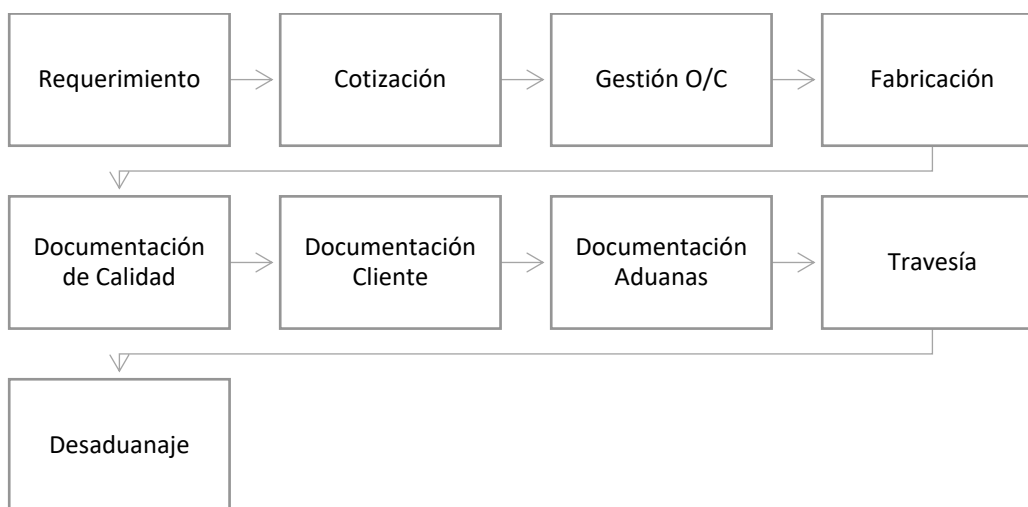 Requerimiento
Cotización
Gestión O/C
Fabricación
Documentación
de Calidad
Documentación
Cliente
Documentación
Aduanas
Travesía
Desaduanaje